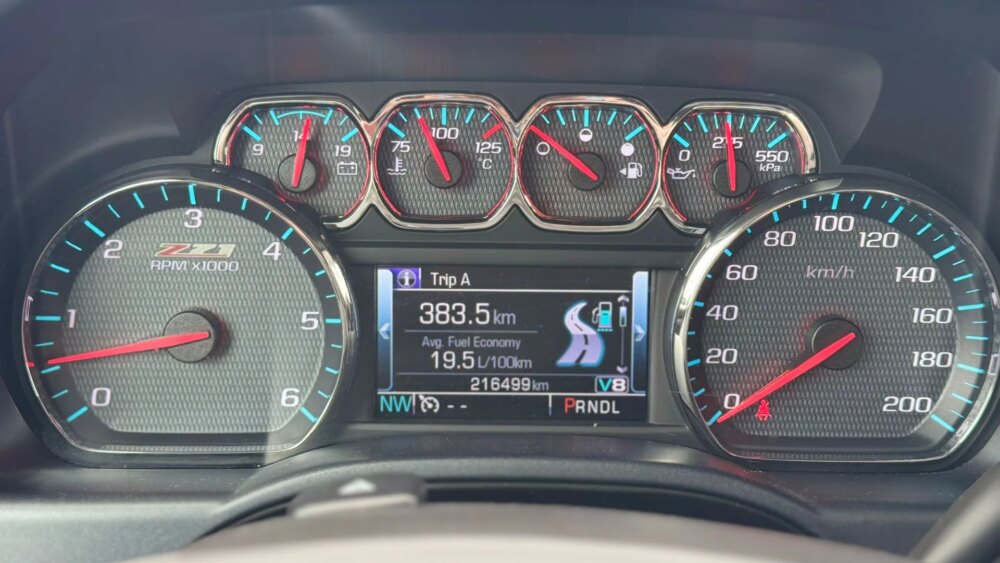 9 14 19
75 100 125
°C
0 275 550
kPa
Z71
RPM x1000
0 1 2 3 4 5 6
Trip A
383.5 km
Avg. Fuel Economy
19.5 L/100km
216499 km V8
NW -- PRNDL
km/h
0 20 40 60 80 100 120 140 160 180 200